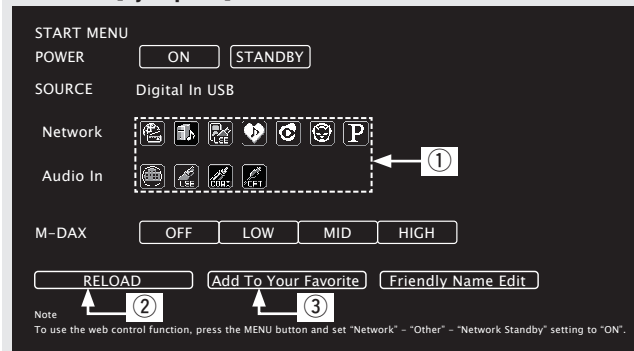 START MENU
POWER ON STANDBY
SOURCE Digital In USB
Network P
①
Audio In
M-DAX OFF LOW MID HIGH
RELOAD Add To Your Favorite Friendly Name Edit
② ③
Note
To use the web control function, press the MENU button and set “Network” – “Other” – “Network Standby” setting to “ON”.